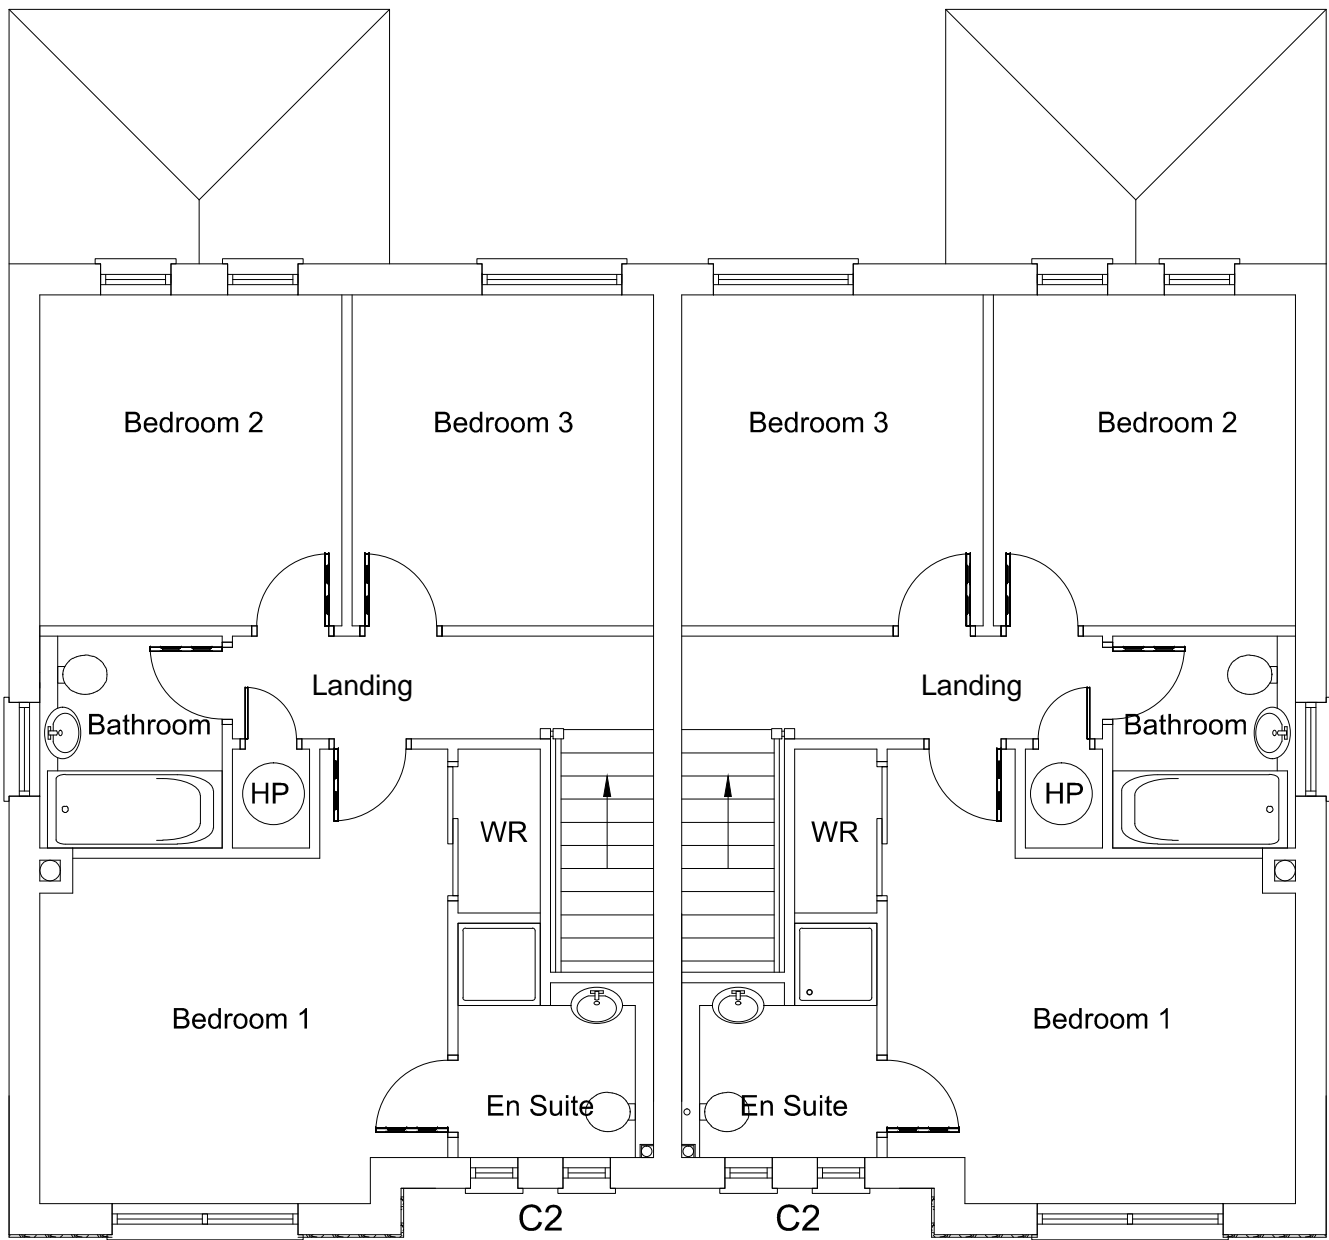 Bedroom 2
Bedroom 3
Bedroom 3
Bedroom 2
Landing
Landing
Bathroom
Bathroom
HP
HP
WR
WR
Bedroom 1
Bedroom 1
En Suite
En Suite
C2
C2